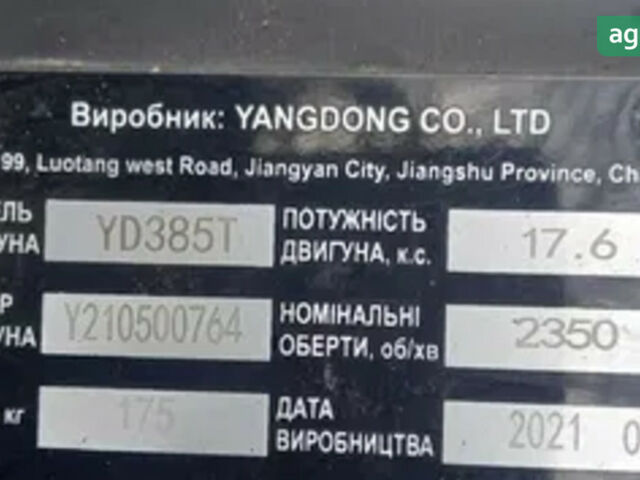 ag
Виробник: YANGDONG CO., LTD
99, Luotang west Road, Jiangyan City, Jiangshu Province, Ch
ЕЛЬ УНА YD385T ПОТУЖНІСТЬ ДВИГУНА, к.с. 17.6
Р УНА Y210500764 НОМІНАЛЬНІ ОБЕРТИ, об/хв 2350
кг 175 ДАТА ВИРОБНИЦТВА 2021 0